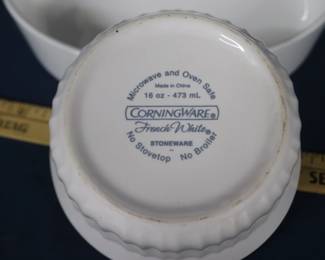 Microwave and Oven Safe
Made in China
16 oz - 473 mL
CORNINGWARE®
French White®
STONEWARE
No Stovetop No Broiler